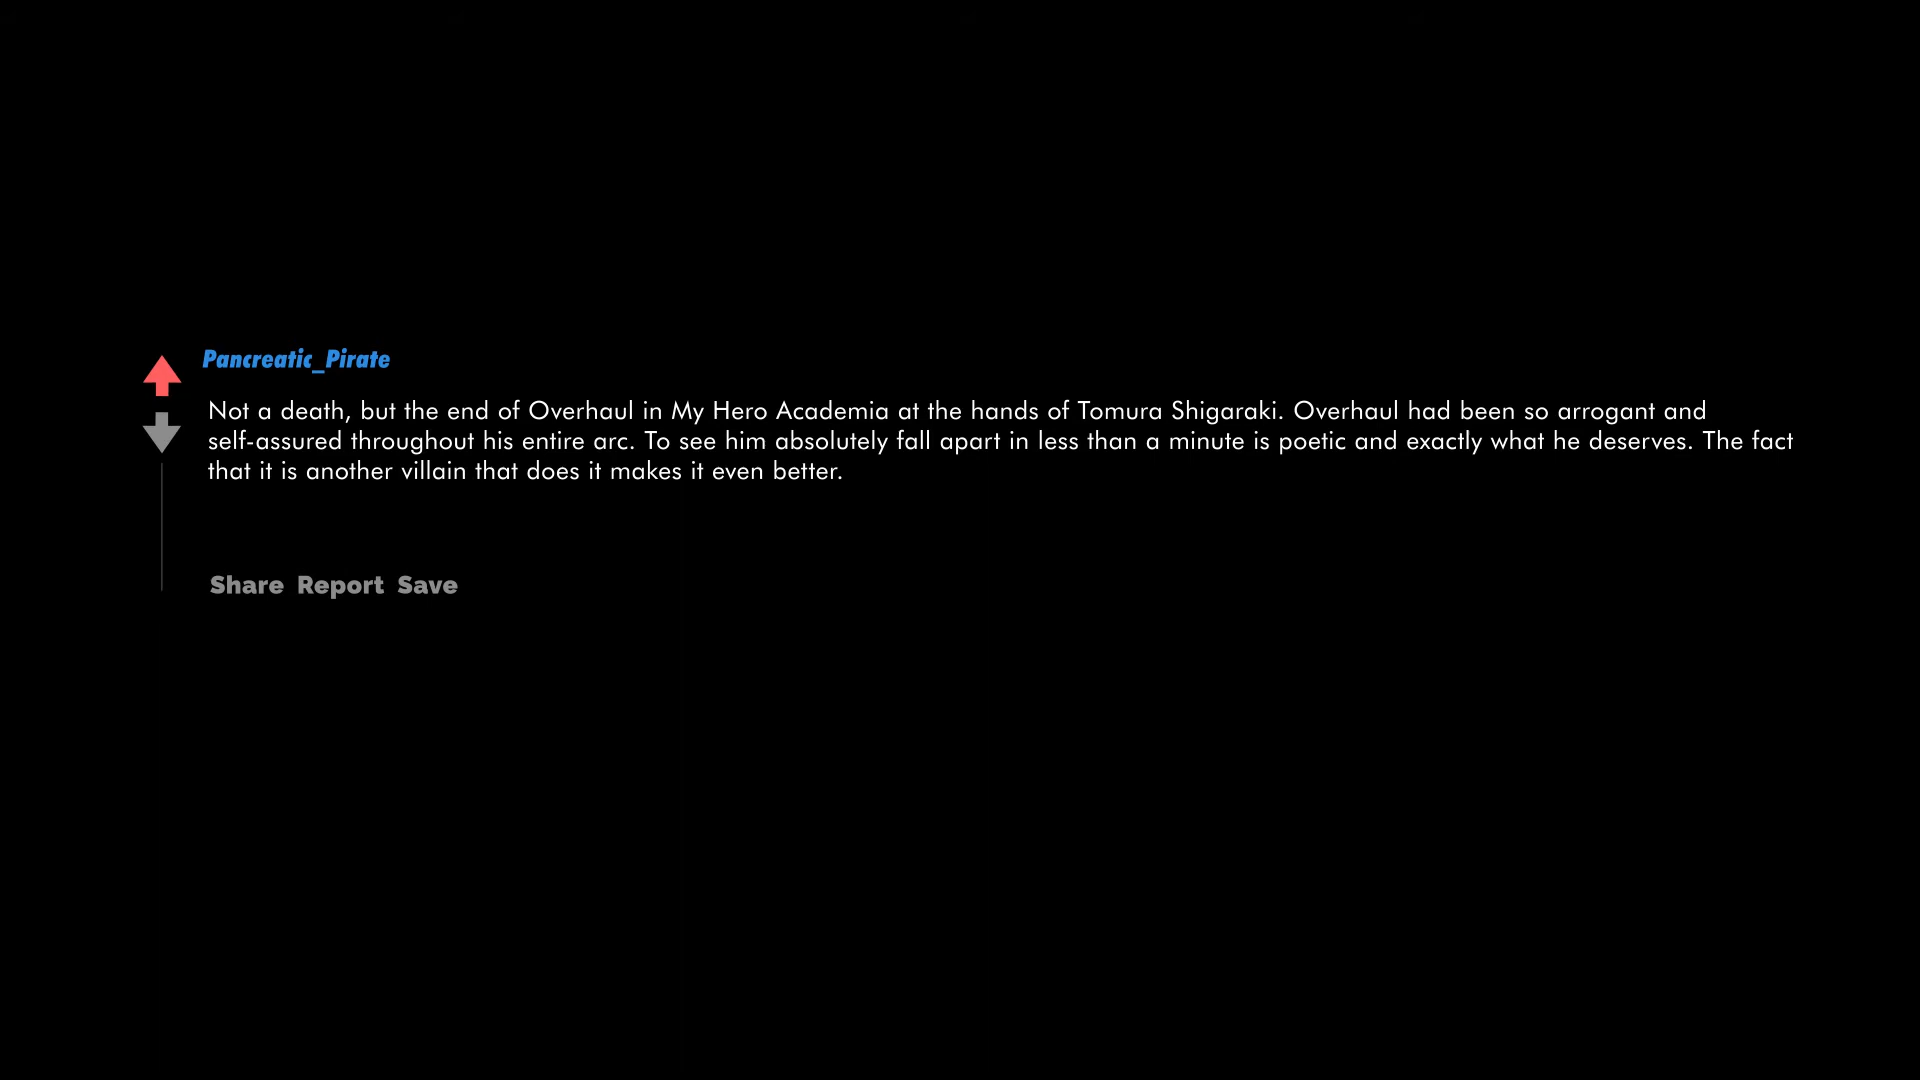 Pancreatic_Pirate
Not a death, but the end of Overhaul in My Hero Academia at the hands of Tomura Shigaraki. Overhaul had been so arrogant and
self-assured throughout his entire arc. To see him absolutely fall apart in less than a minute is poetic and exactly what he deserves. The fact
that it is another villain that does it makes it even better.
Share Report Save